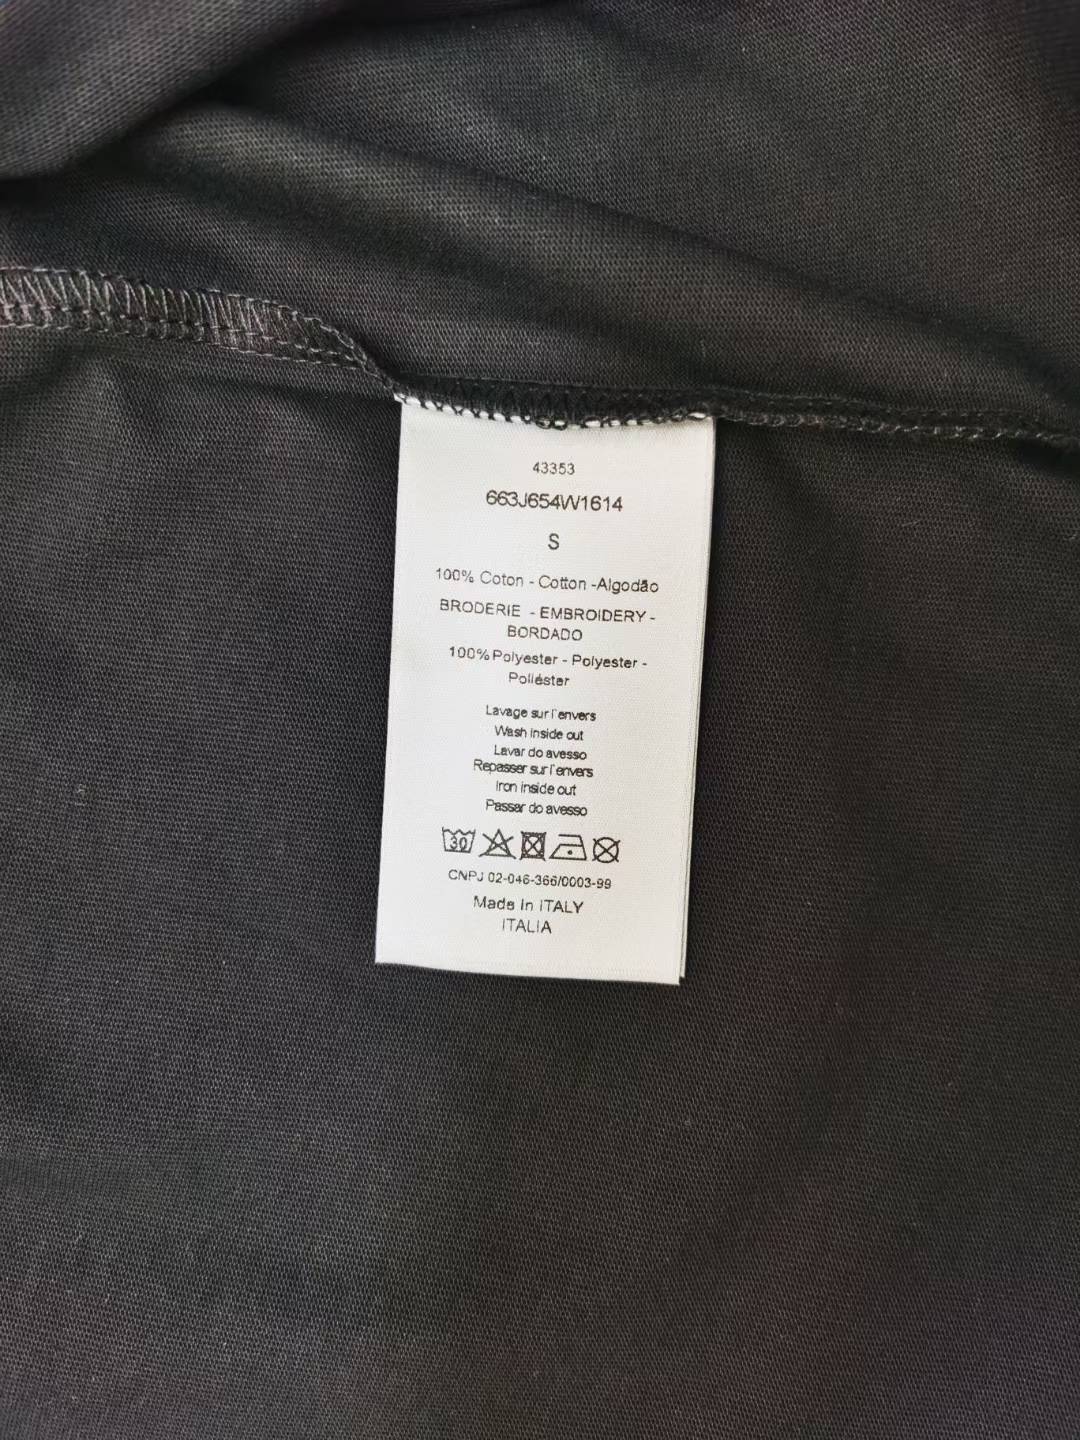 43353
663J654W1614
S
100% Coton - Cotton -Algodão
BRODERIE - EMBROIDERY -
BORDADO
100% Polyester - Polyester -
Poliéster
Lavage sur l'envers
Wash inside out
Lavar do avesso
Repasser sur l'envers
Iron inside out
Passar do avesso
30
CNPJ 02-046-366/0003-99
Made in ITALY
ITALIA